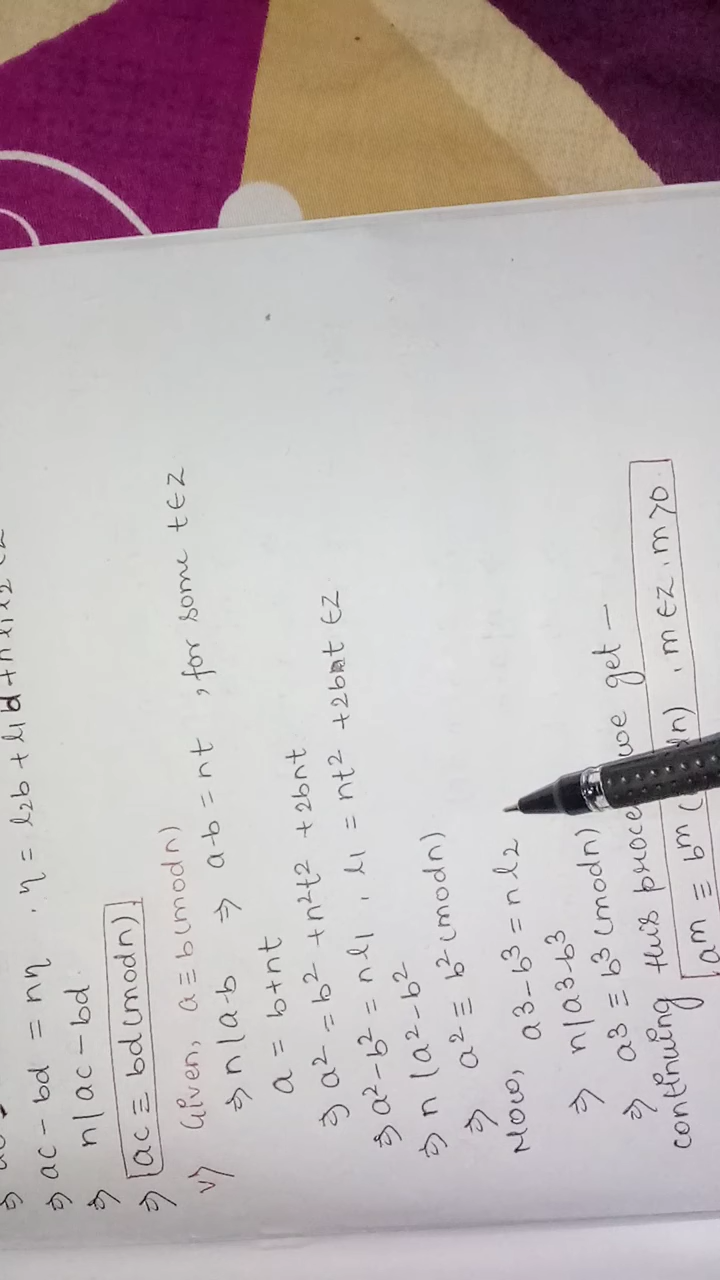 ⇒ ac - bd = nη , η = l2b + l1d + nl1l2 ∈ Z
⇒ n | ac - bd
⇒ ac ≡ bd (mod n)
v) Given, a ≡ b (mod n)
⇒ n | a-b ⇒ a-b = nt , for some t ∈ Z
a = b + nt
⇒ a² = b² + n²t² + 2bnt
⇒ a² - b² = nl1 , l1 = nt² + 2bt ∈ Z
⇒ n | a² - b²
⇒ a² ≡ b² (mod n)
Now, a³ - b³ = nl2
⇒ n | a³ - b³
⇒ a³ ≡ b³ (mod n)
continuing this we get -
aᵐ ≡ bᵐ ( n) , m ∈ Z, m > 0.